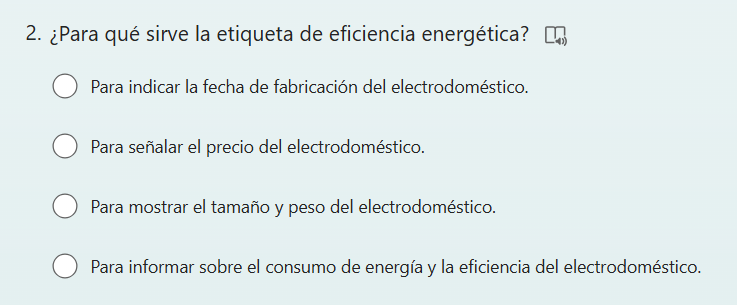 2. ¿Para qué sirve la etiqueta de eficiencia energética?
Para indicar la fecha de fabricación del electrodoméstico.
Para señalar el precio del electrodoméstico.
Para mostrar el tamaño y peso del electrodoméstico.
Para informar sobre el consumo de energía y la eficiencia del electrodoméstico.